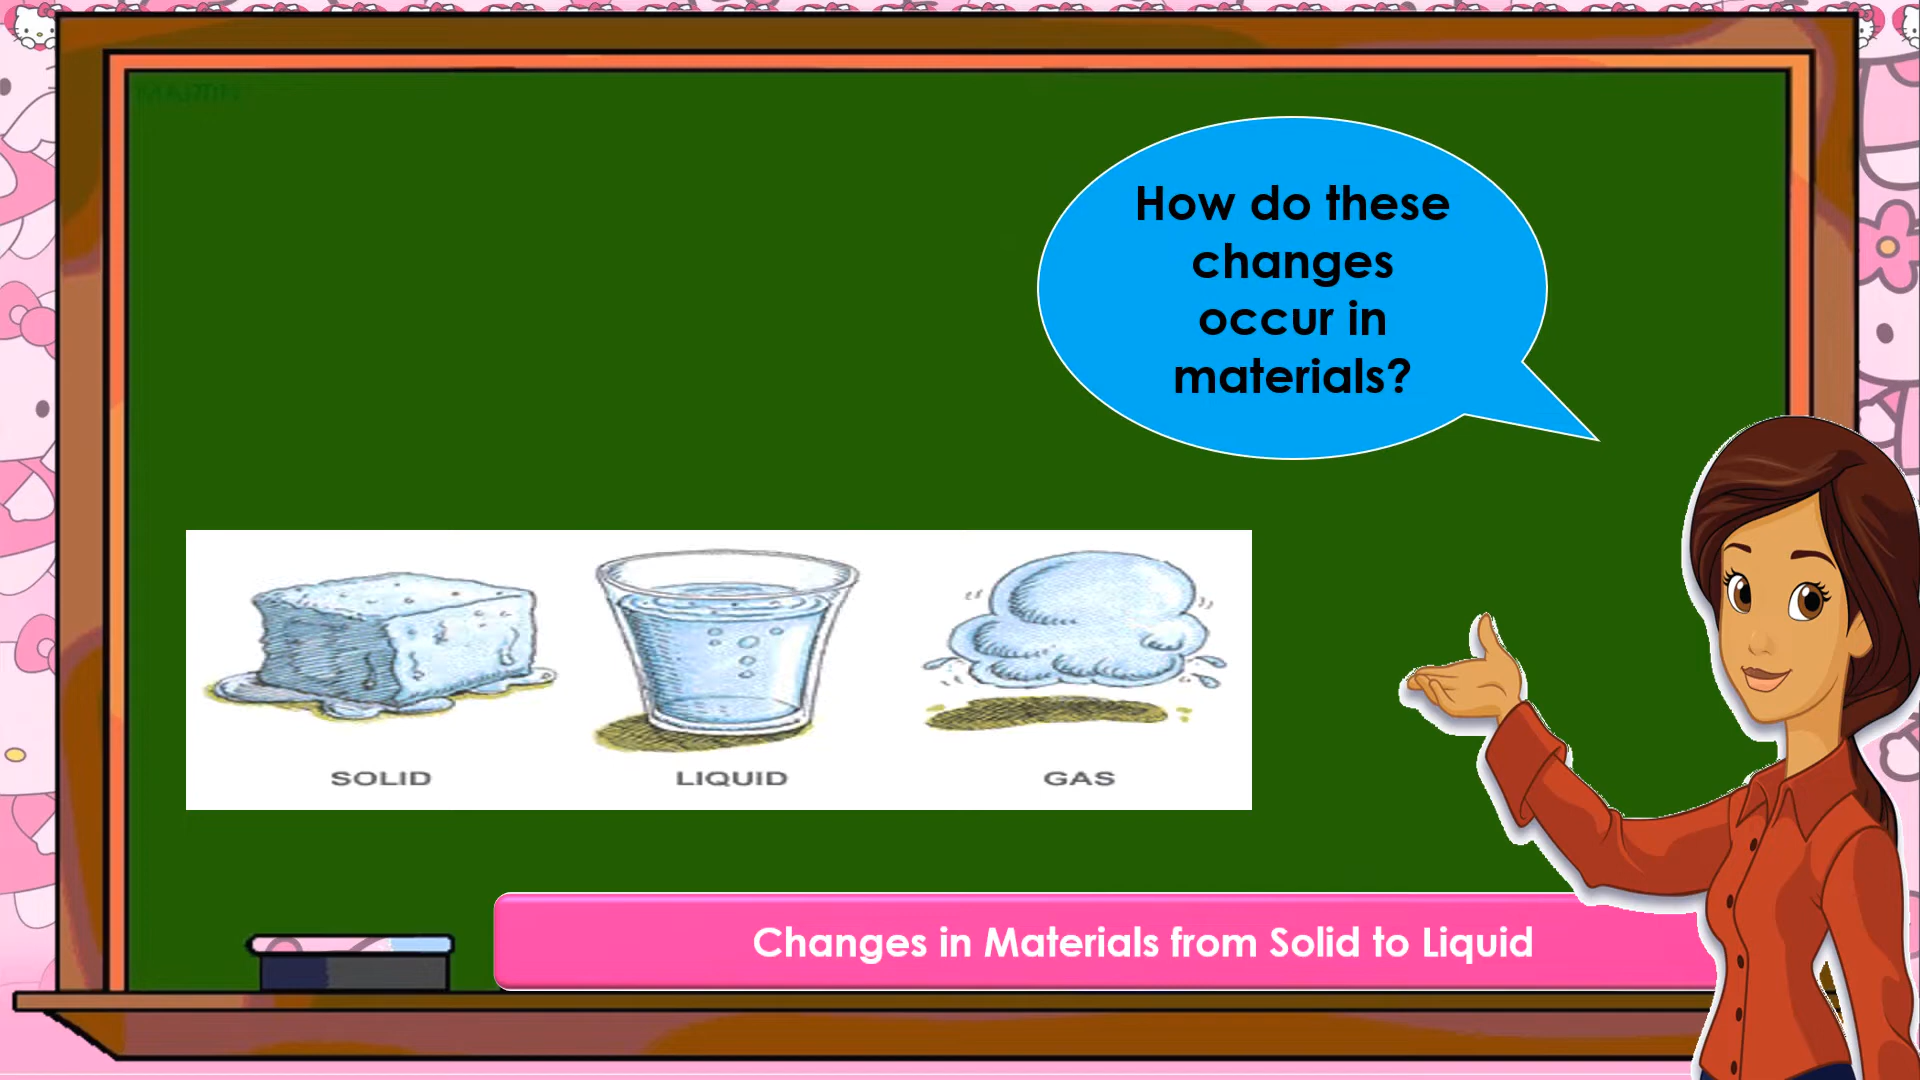 How do these
changes
occur in
materials?
SOLID
LIQUID
GAS
Changes in Materials from Solid to Liquid